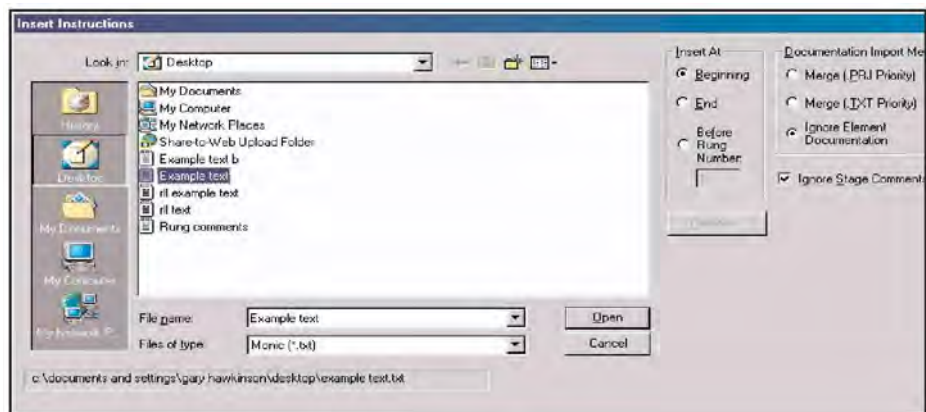 Insert Instructions
Look in: Desktop
History
Desktop
My Documents
My Computer
My Network P...
My Documents
My Computer
My Network Places
Share-to-Web Upload Folder
Example text b
Example text
rll example text
rll text
Rung comments
File name: Example text
Open
Files of type: Monic (*.txt)
Cancel
c:\documents and settings\gary hawkinson\desktop\example text.txt
Insert At
Beginning
End
Before
Rung
Number:
Documentation Import Me
Merge (.PRJ Priority)
Merge (.TXT Priority)
Ignore Element
Documentation
Ignore Stage Comments